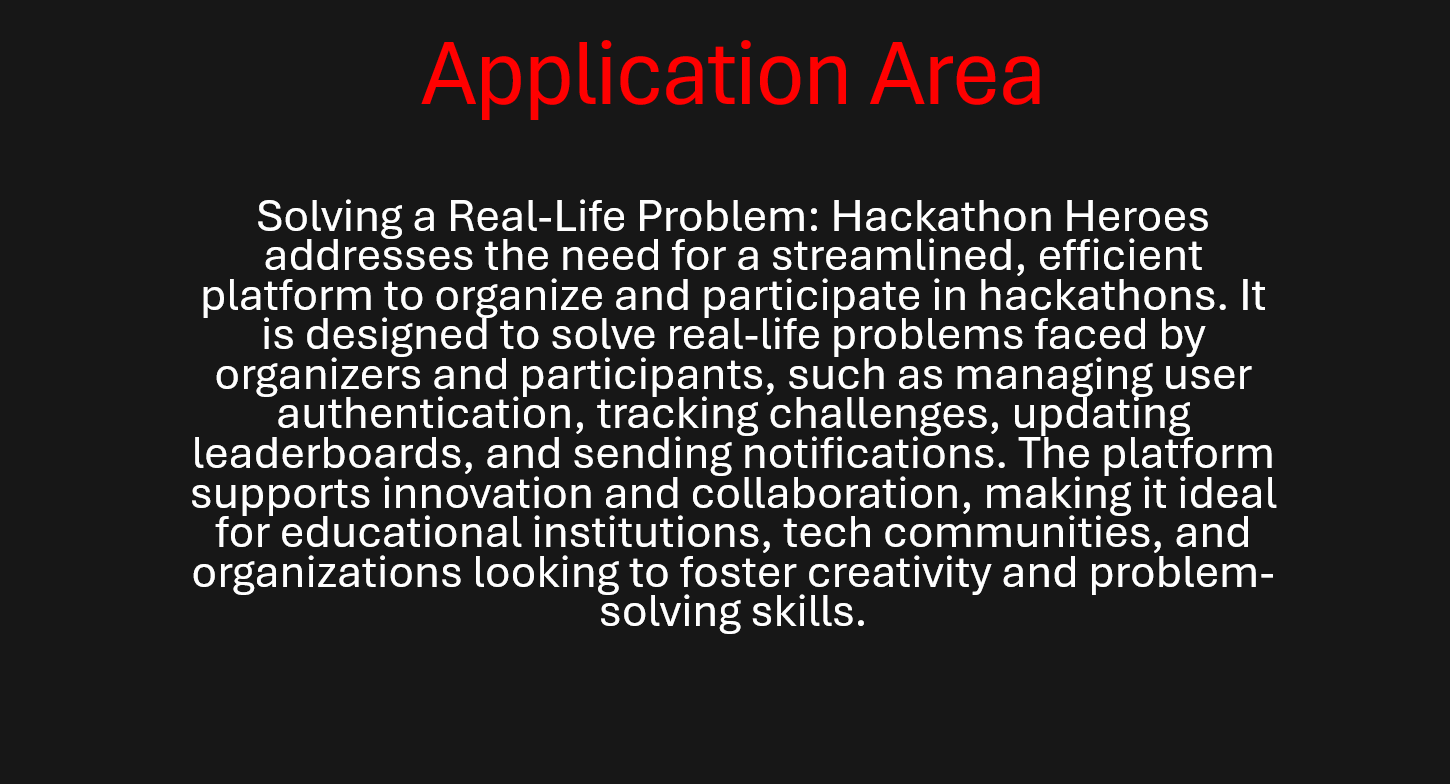 Application Area
Solving a Real-Life Problem: Hackathon Heroes
addresses the need for a streamlined, efficient
platform to organize and participate in hackathons. It
is designed to solve real-life problems faced by
organizers and participants, such as managing user
authentication, tracking challenges, updating
leaderboards, and sending notifications. The platform
supports innovation and collaboration, making it ideal
for educational institutions, tech communities, and
organizations looking to foster creativity and problem-
solving skills.